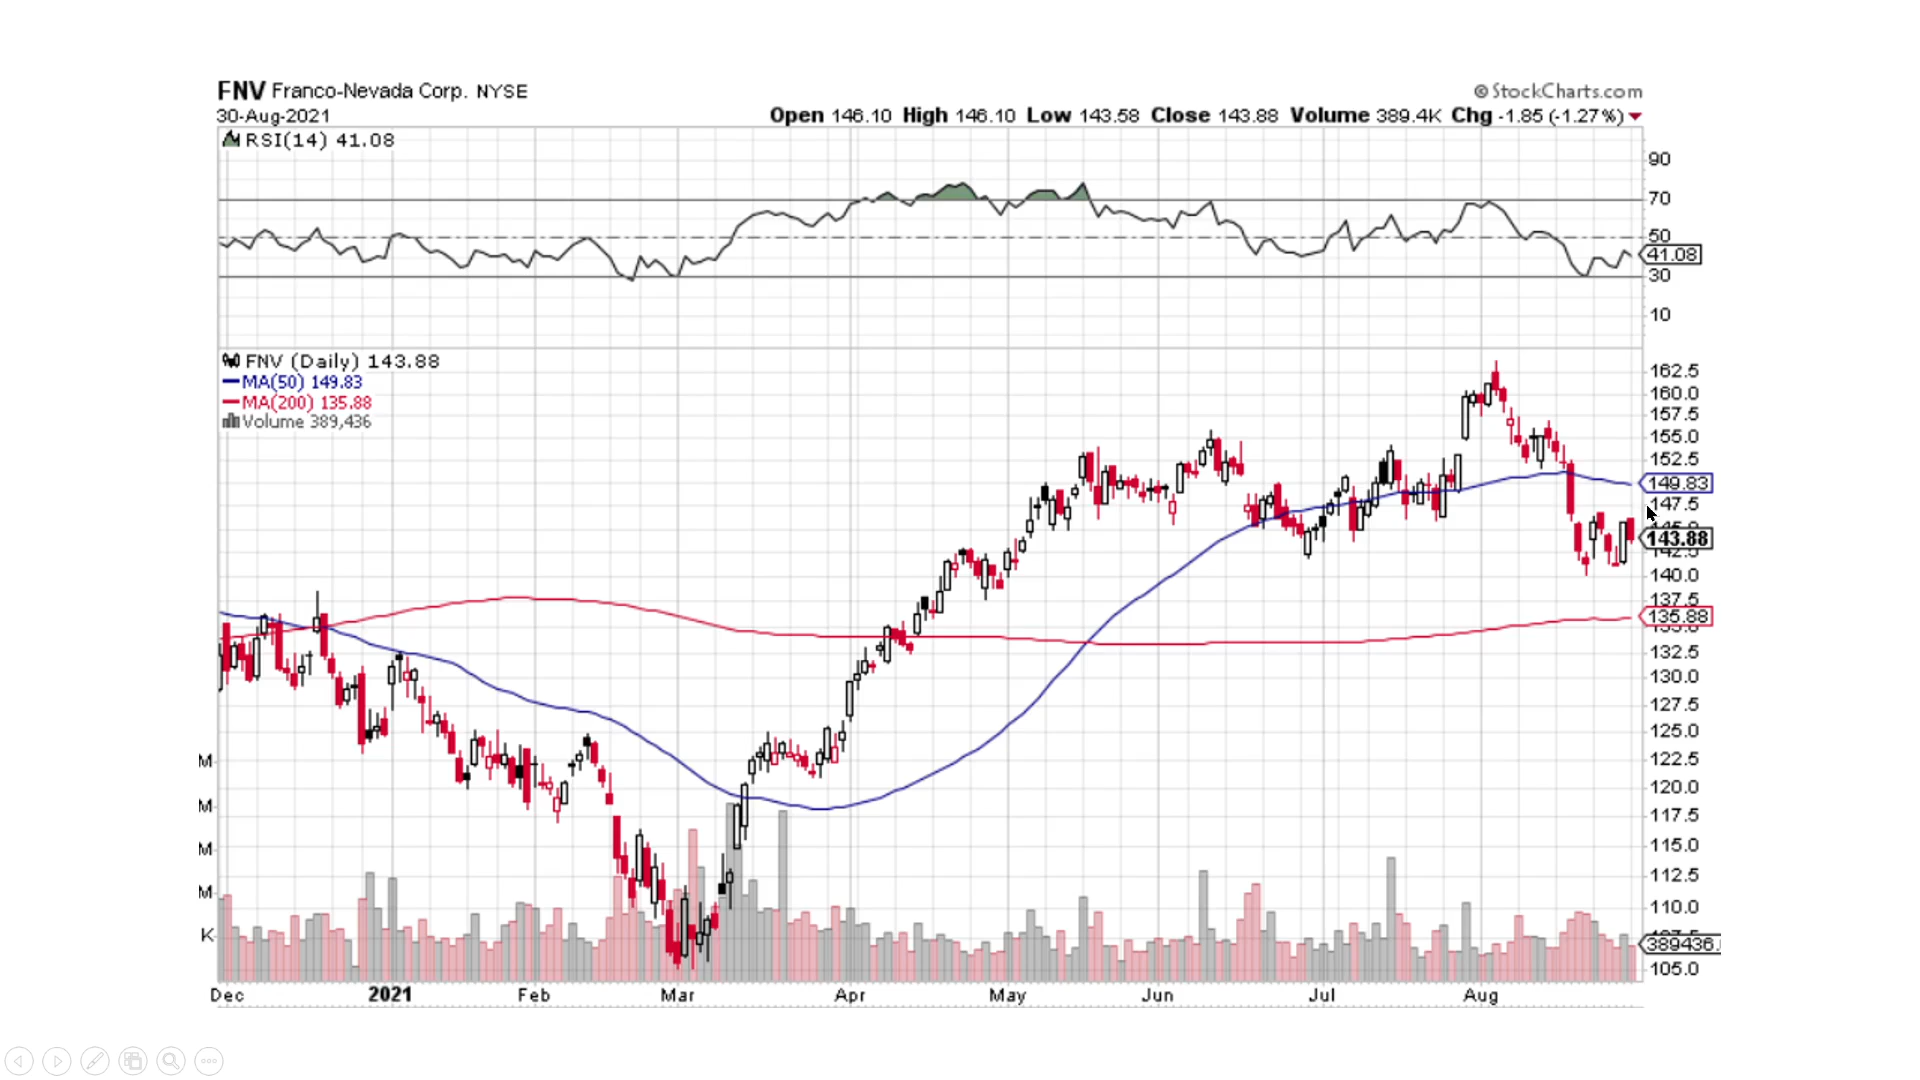 FNV Franco-Nevada Corp. NYSE © StockCharts.com
30-Aug-2021 Open 146.10 High 146.10 Low 143.58 Close 143.88 Volume 389.4K Chg -1.85 (-1.27%)
RSI(14) 41.08
90
70
50
41.08
30
10
FNV (Daily) 143.88
MA(50) 149.83
MA(200) 135.88
Volume 389,436
162.5
160.0
157.5
155.0
152.5
149.83
147.5
143.88
142.5
140.0
137.5
135.88
132.5
130.0
127.5
125.0
M 122.5
120.0
M 117.5
M 115.0
M 112.5
110.0
K
389436.
105.0
Dec 2021 Feb Mar Apr May Jun Jul Aug